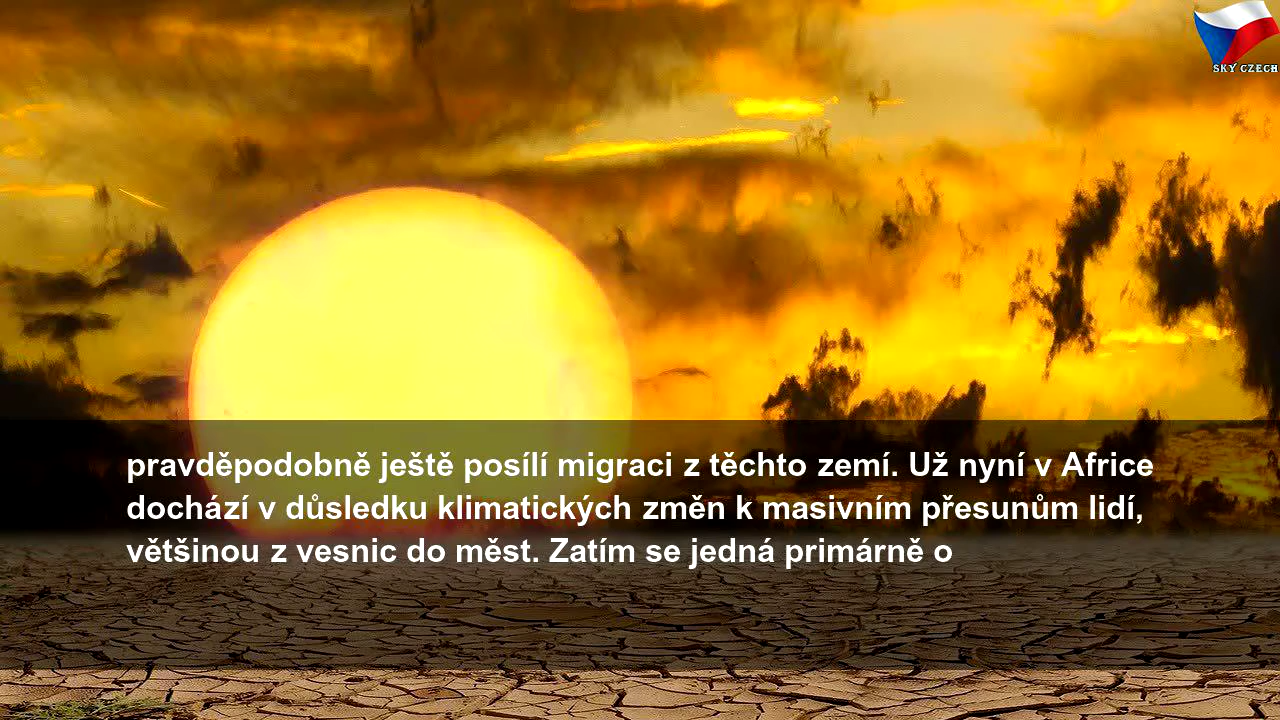 SKY CZECH
pravděpodobně ještě posílí migraci z těchto zemí. Už nyní v Africe
dochází v důsledku klimatických změn k masivním přesunům lidí,
většinou z vesnic do měst. Zatím se jedná primárně o